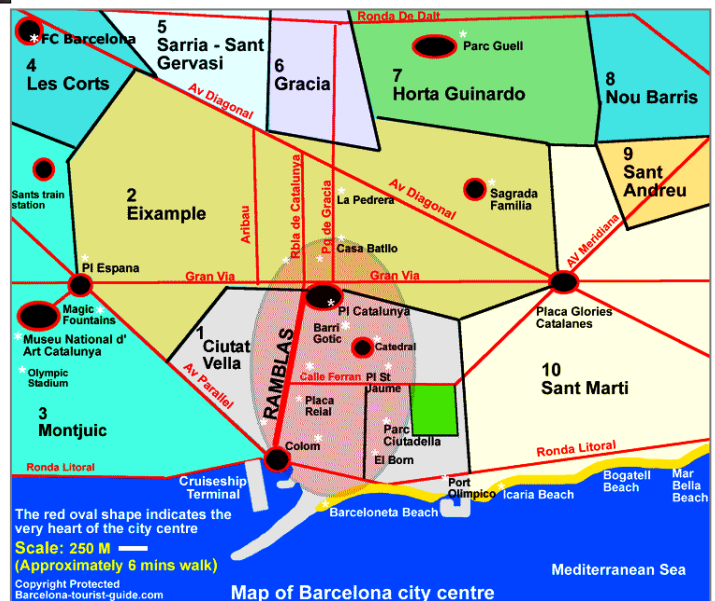 Ronda De Dalt
FC Barcelona
4
Les Corts
5
Sarria - Sant
Gervasi
6
Gracia
Parc Guell
7
Horta Guinardo
8
Nou Barris
9
Sant
Andreu
Av Diagonal
Sants train
station
2
Eixample
Aribau
Rbla de Catalunya
Pg de Gracia
La Pedrera
Av Diagonal
Sagrada
Familia
Casa Batllo
AV Meridiana
Pl Espana
Gran Via
Gran Via
Magic
Fountains
Museu National d'
Art Catalunya
Olympic
Stadium
Pl Catalunya
Placa Glories
Catalanes
1
Ciutat
Vella
Barri
Gotic
Catedral
RAMBLAS
Calle Ferran
Pl St
Jaume
10
Sant Marti
Av Parallel
Placa
Reial
3
Montjuic
Parc
Ciutadella
Colom
El Born
Ronda Litoral
Ronda Litoral
Cruiseship
Terminal
Port
Olimpico
Icaria Beach
Bogatell
Beach
Mar
Bella
Beach
Barceloneta Beach
The red oval shape indicates the
very heart of the city centre
Scale: 250 M
(Approximately 6 mins walk)
Copyright Protected
Barcelona-tourist-guide.com
Mediterranean Sea
Map of Barcelona city centre